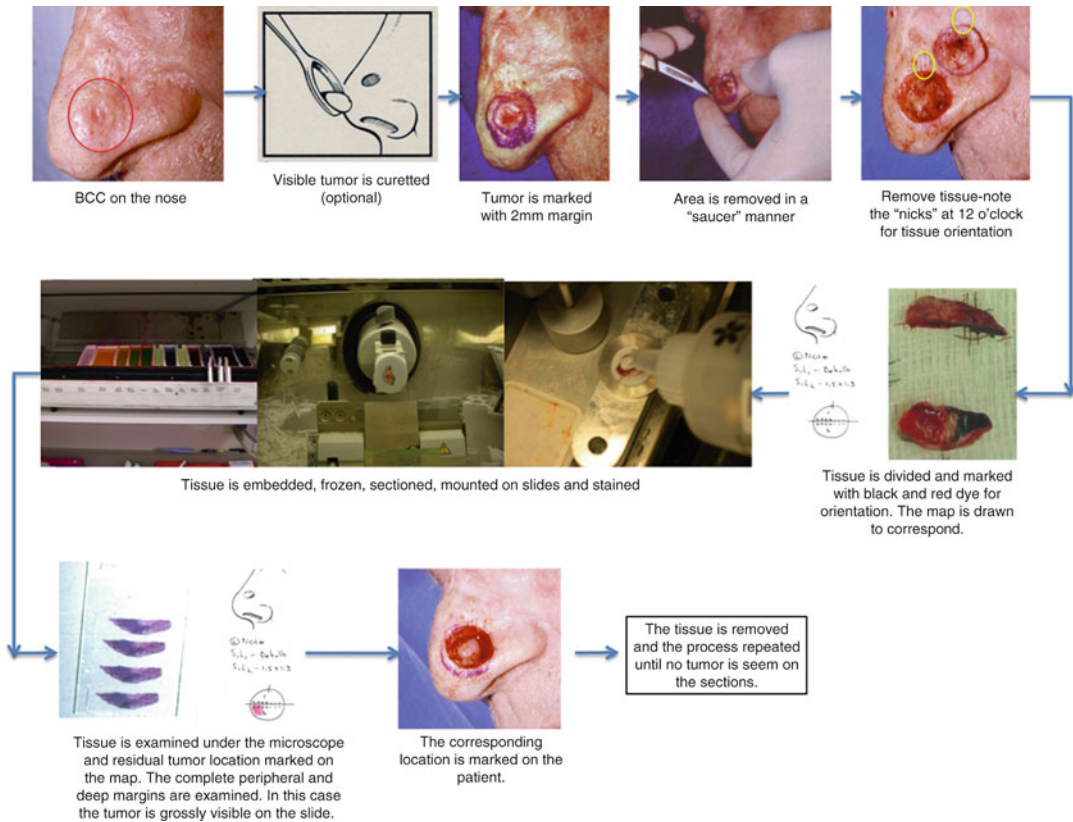 BCC on the nose
Visible tumor is curetted
(optional)
Tumor is marked
with 2mm margin
Area is removed in a
“saucer” manner
Remove tissue-note
the “nicks” at 12 o’clock
for tissue orientation
Nose
Tissue is divided and marked
with black and red dye for
orientation. The map is drawn
to correspond.
Tissue is embedded, frozen, sectioned, mounted on slides and stained
Nose
Tissue is examined under the microscope
and residual tumor location marked
on the map. The complete peripheral and
deep margins are examined. In this case
the tumor is grossly visible on the slide.
The corresponding
location is marked on the
patient.
The tissue is removed
and the process repeated
until no tumor is seem on
the sections.